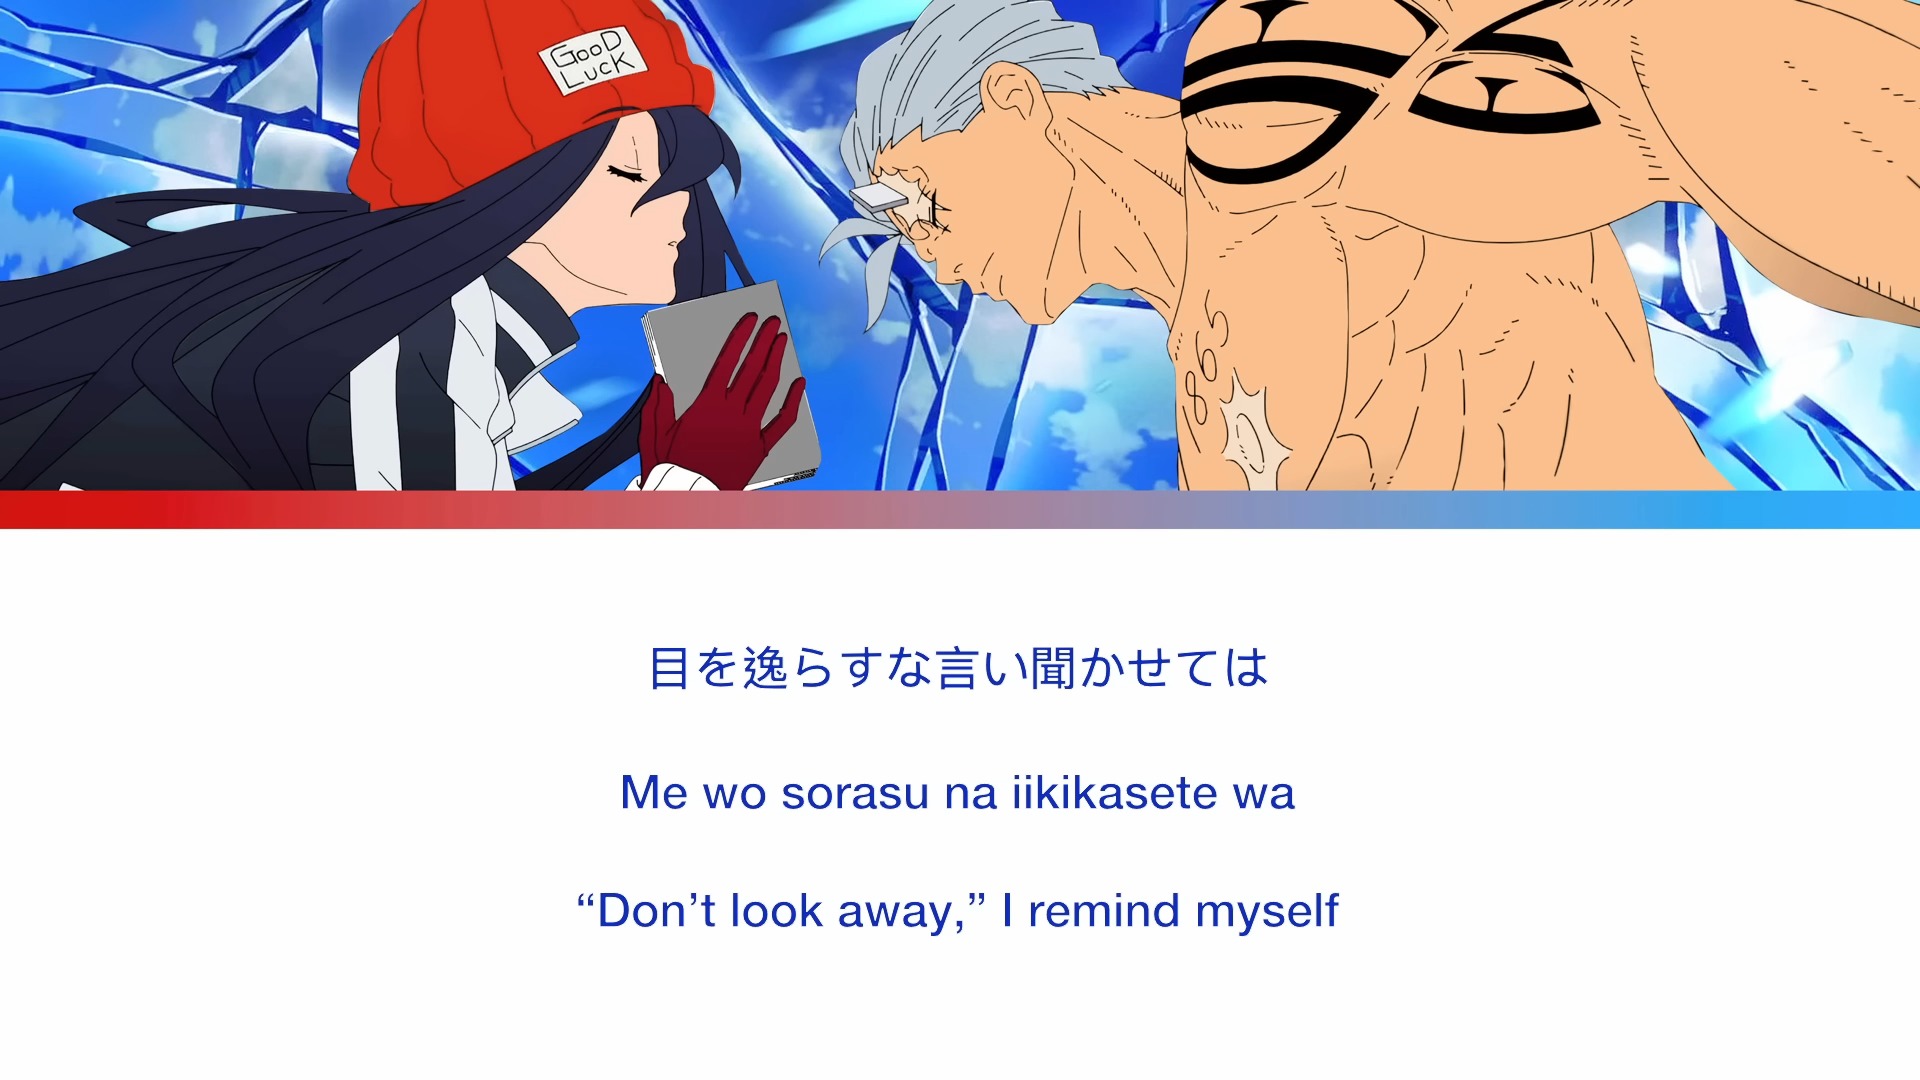 GOOD
LUCK
目を逸らすな言い聞かせては
Me wo sorasu na iikikasete wa
“Don’t look away,” I remind myself